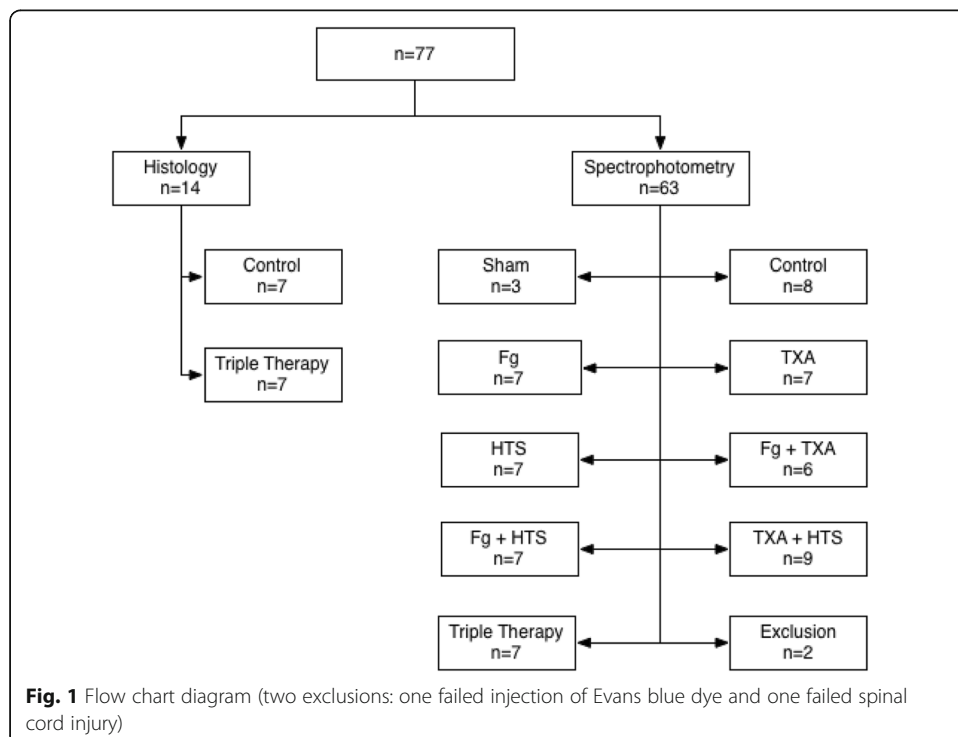 n=77
Histology
n=14
Spectrophotometry
n=63
Control
n=7
Triple Therapy
n=7
Sham
n=3
Control
n=8
Fg
n=7
TXA
n=7
HTS
n=7
Fg + TXA
n=6
Fg + HTS
n=7
TXA + HTS
n=9
Triple Therapy
n=7
Exclusion
n=2
Fig. 1 Flow chart diagram (two exclusions: one failed injection of Evans blue dye and one failed spinal
cord injury)